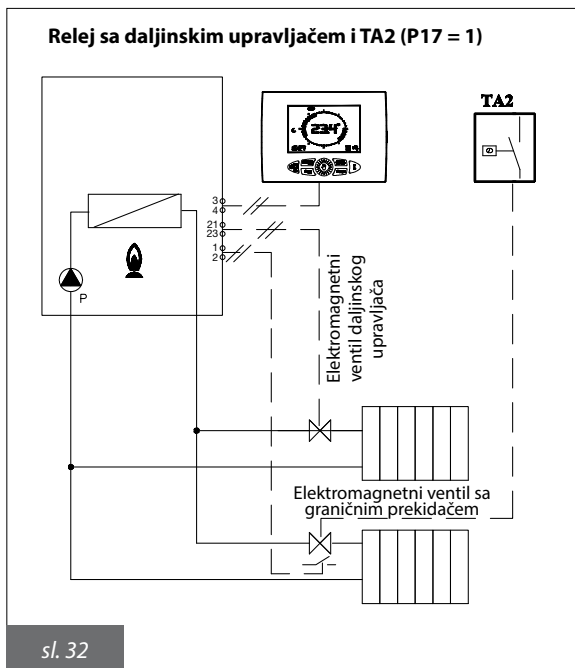 Relej sa daljinskim upravljačem i TA2 (P17 = 1)
TA2
234
3
4
21
23
1
2
P
Elektromagnetni
ventil daljinskog
upravljača
Elektromagnetni ventil sa
graničnim prekidačem
sl. 32